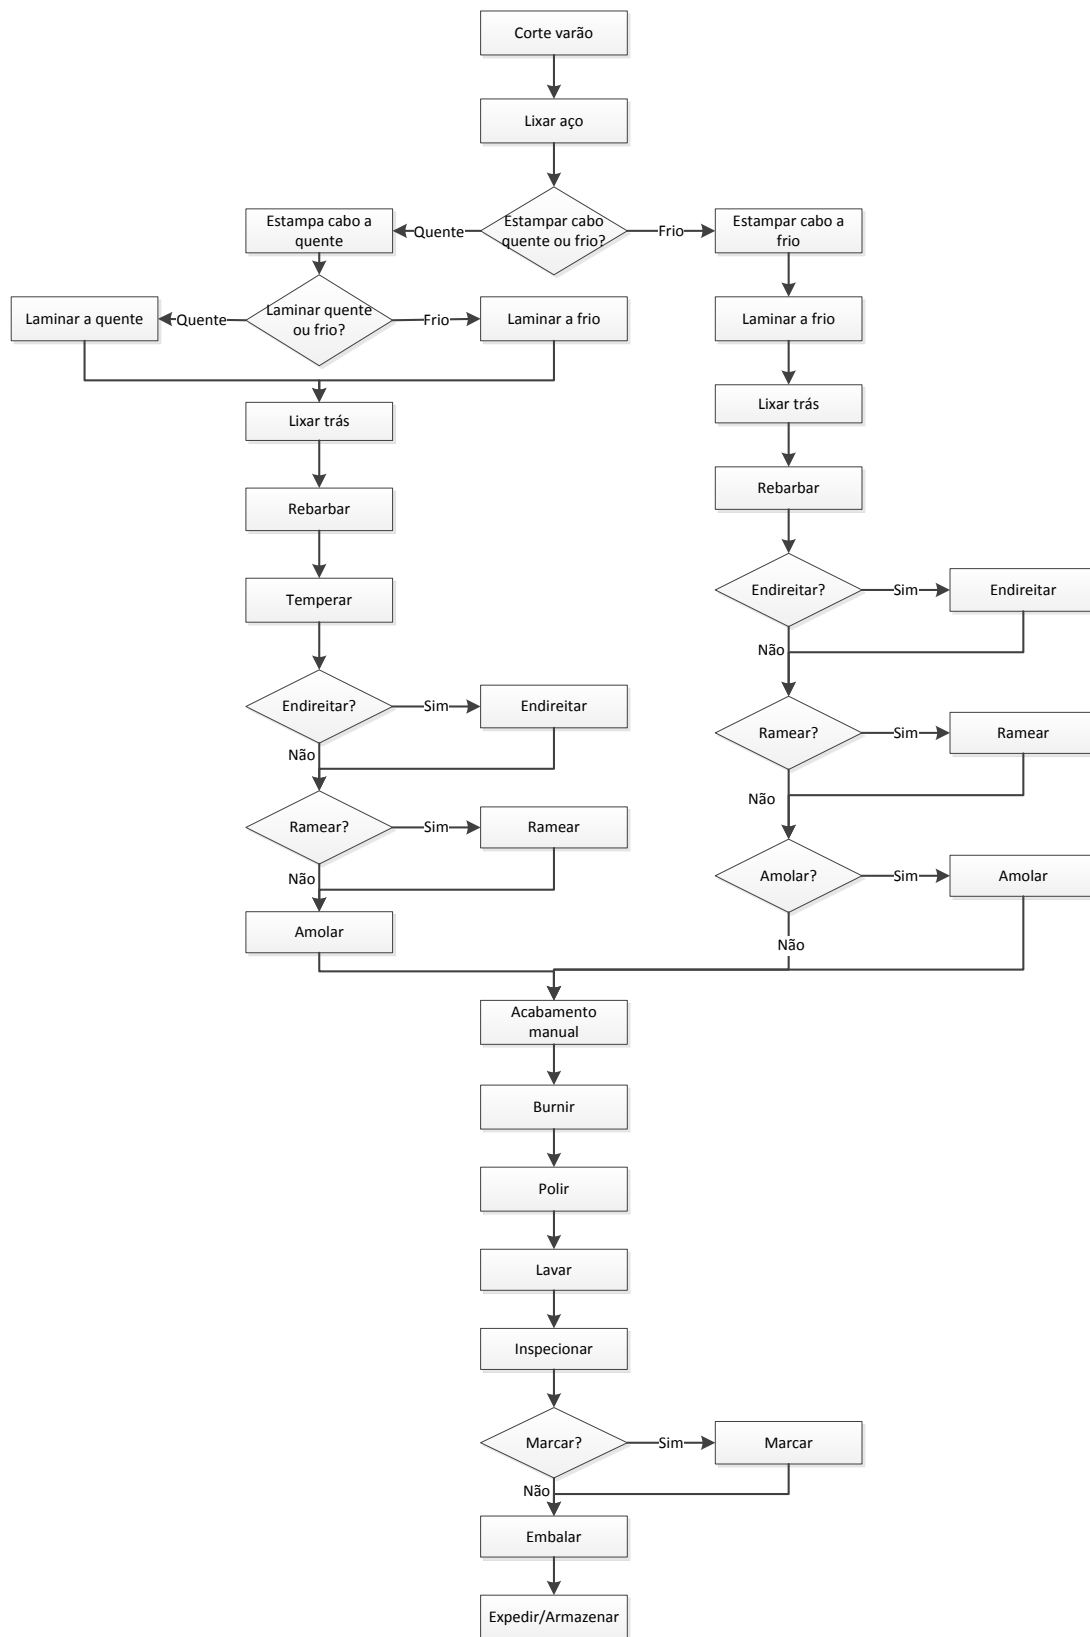 Corte varão
Lixar aço
Estampa cabo a
quente
Quente
Estampar cabo
quente ou frio?
Frio
Estampar cabo a
frio
Laminar a quente
Quente
Laminar quente
ou frio?
Frio
Laminar a frio
Laminar a frio
Lixar trás
Lixar trás
Rebarbar
Rebarbar
Temperar
Endireitar?
Sim
Endireitar
Não
Endireitar?
Sim
Endireitar
Não
Ramear?
Sim
Ramear
Não
Ramear?
Sim
Ramear
Não
Amolar?
Sim
Amolar
Não
Amolar
Acabamento
manual
Burnir
Polir
Lavar
Inspecionar
Marcar?
Sim
Marcar
Não
Embalar
Expedir/Armazenar